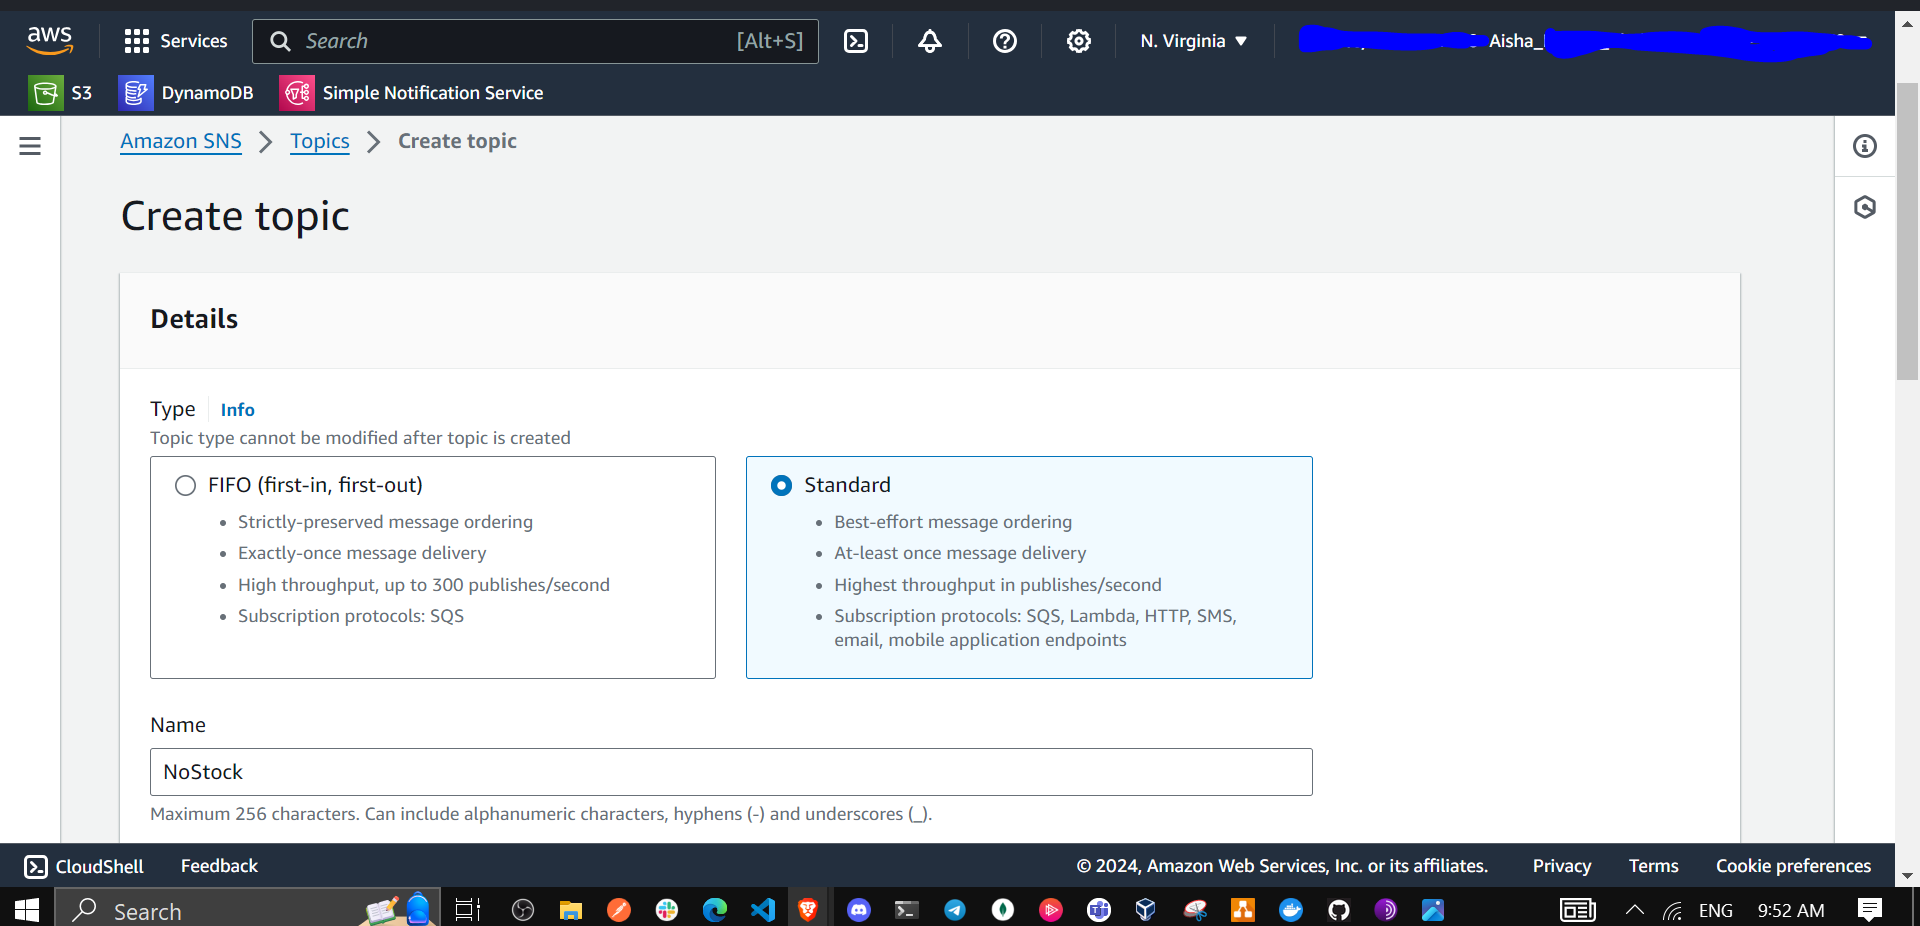 aws
Services
Search
[Alt+S]
N. Virginia
Aisha_
S3
DynamoDB
Simple Notification Service
Amazon SNS
Topics
Create topic
Create topic
Details
Type
Info
Topic type cannot be modified after topic is created
FIFO (first-in, first-out)
Strictly-preserved message ordering
Exactly-once message delivery
High throughput, up to 300 publishes/second
Subscription protocols: SQS
Standard
Best-effort message ordering
At-least once message delivery
Highest throughput in publishes/second
Subscription protocols: SQS, Lambda, HTTP, SMS,
email, mobile application endpoints
Name
NoStock
Maximum 256 characters. Can include alphanumeric characters, hyphens (-) and underscores (_).
CloudShell
Feedback
© 2024, Amazon Web Services, Inc. or its affiliates.
Privacy
Terms
Cookie preferences
Search
ENG
9:52 AM